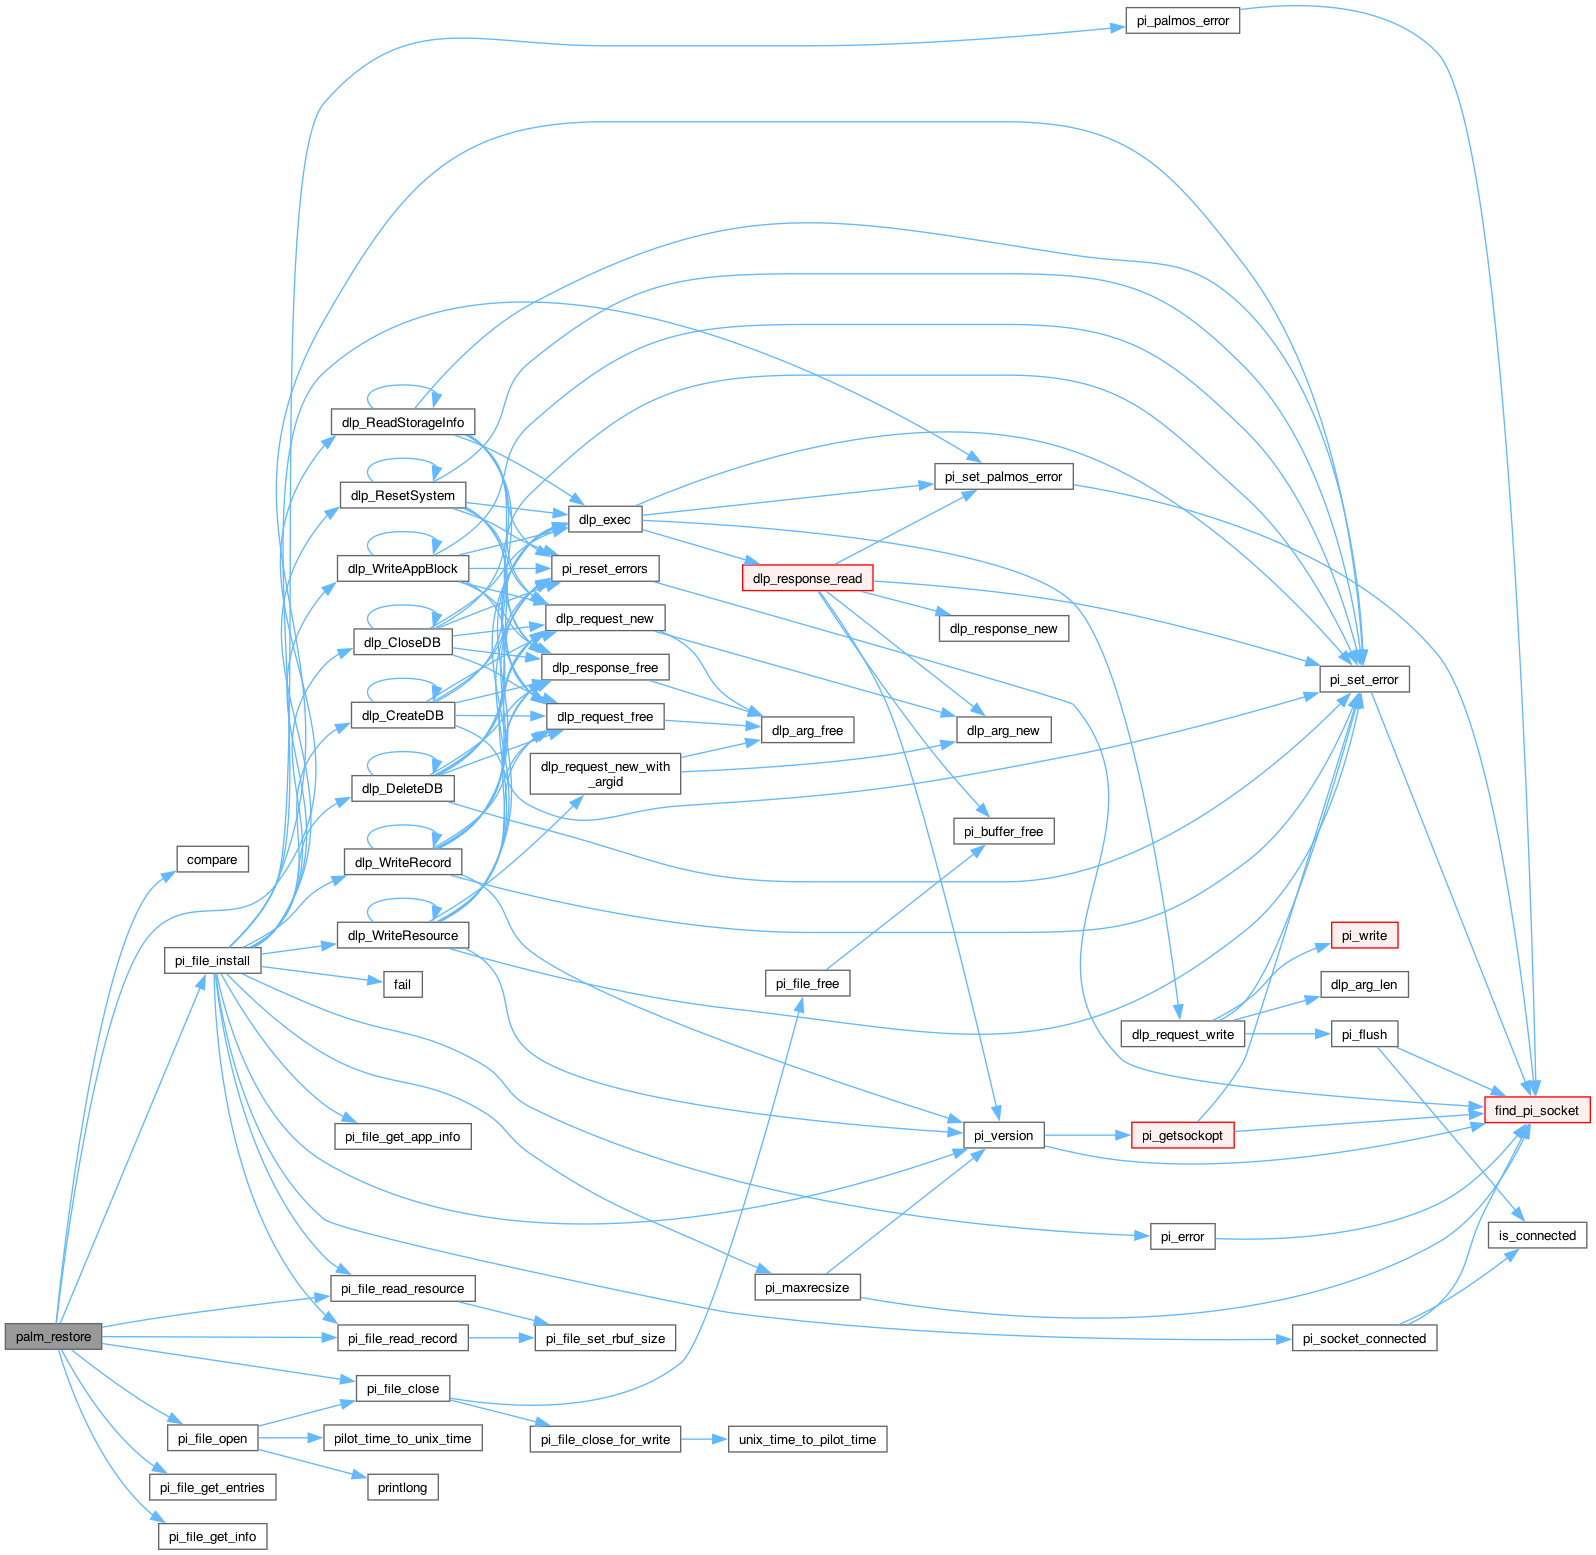 pi_palmos_error
dlp_ReadStorageInfo
pi_set_palmos_error
dlp_ResetSystem
dlp_exec
dlp_WriteAppBlock
pi_reset_errors
dlp_response_read
dlp_request_new
dlp_response_new
dlp_CloseDB
dlp_response_free
pi_set_error
dlp_CreateDB
dlp_request_free
dlp_arg_free
dlp_arg_new
dlp_request_new_with
_argid
dlp_DeleteDB
pi_buffer_free
compare
dlp_WriteRecord
dlp_WriteResource
pi_write
pi_file_install
fail
pi_file_free
dlp_arg_len
dlp_request_write
pi_flush
find_pi_socket
pi_file_get_app_info
pi_version
pi_getsockopt
pi_error
is_connected
pi_file_read_resource
pi_maxrecsize
palm_restore
pi_file_read_record
pi_file_set_rbuf_size
pi_socket_connected
pi_file_close
pi_file_open
pilot_time_to_unix_time
pi_file_close_for_write
unix_time_to_pilot_time
pi_file_get_entries
printlong
pi_file_get_info